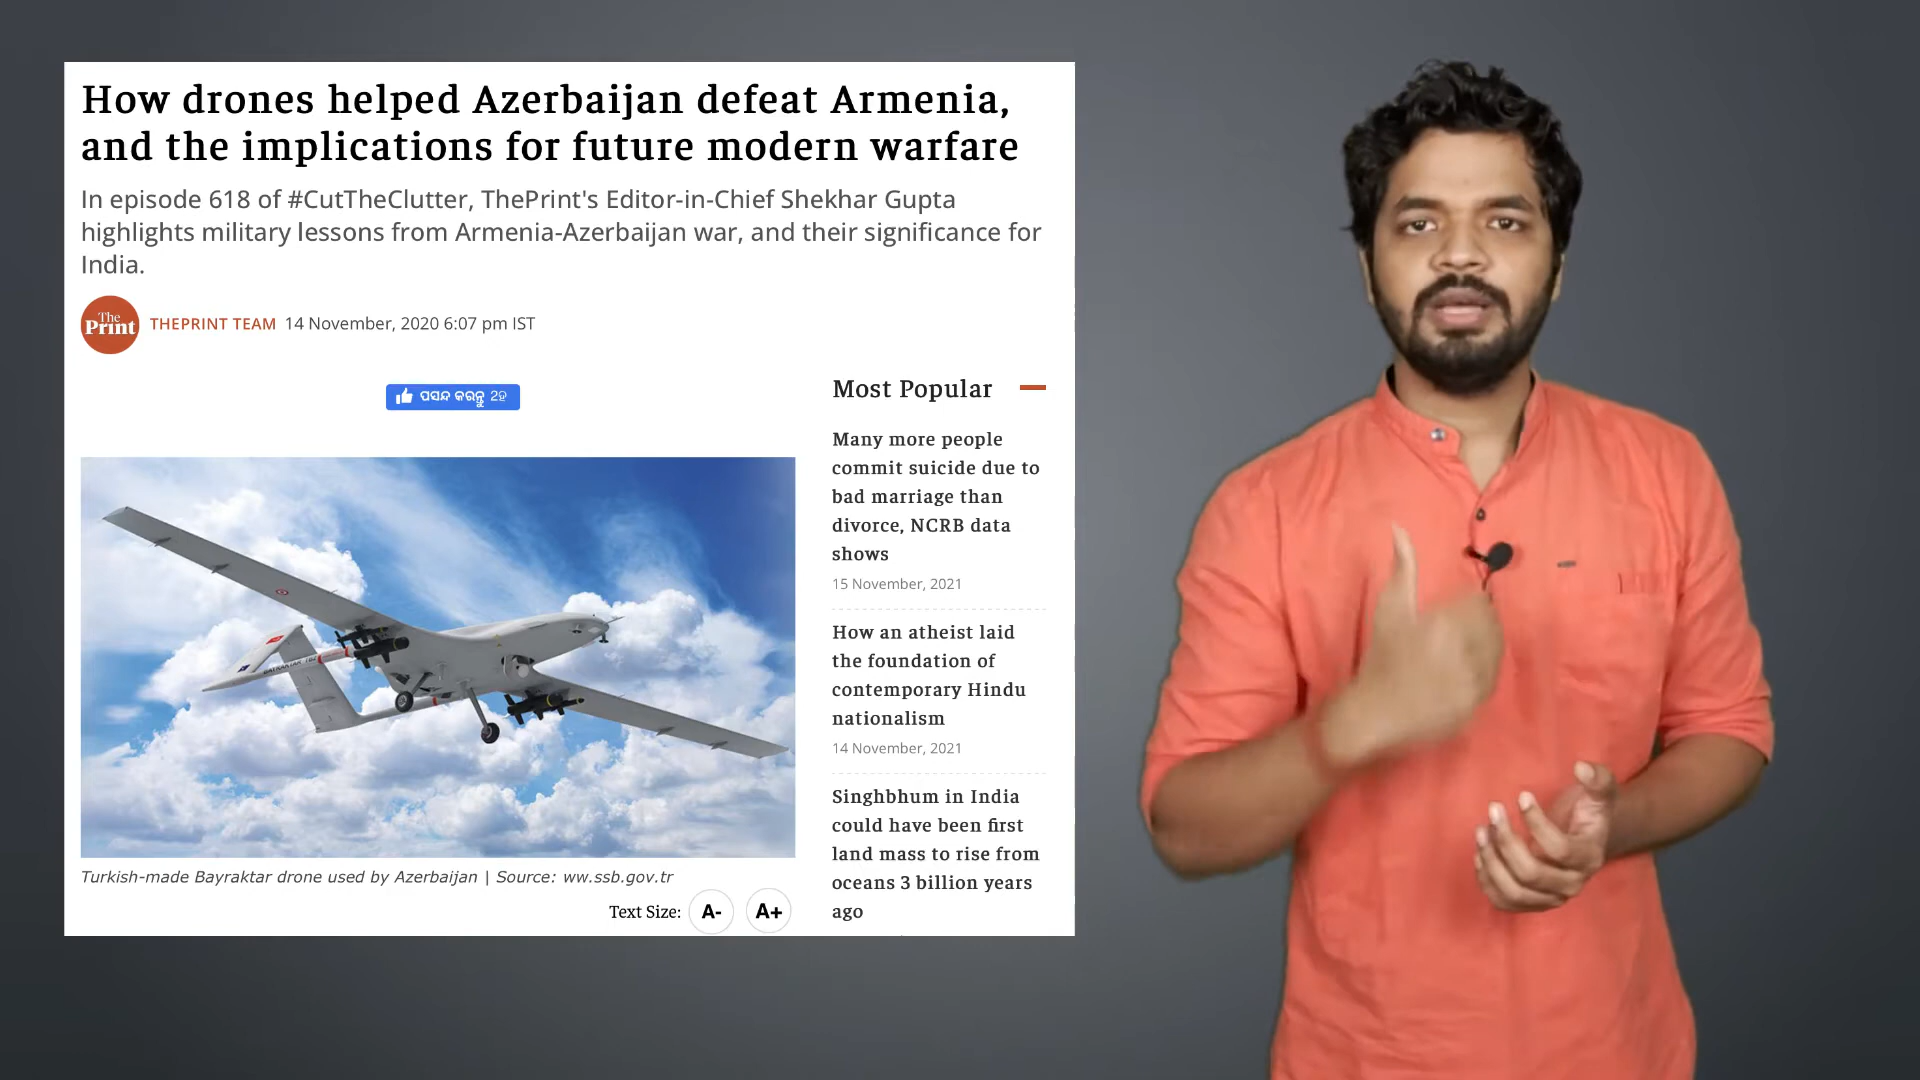 How drones helped Azerbaijan defeat Armenia,
and the implications for future modern warfare
In episode 618 of #CutTheClutter, ThePrint's Editor-in-Chief Shekhar Gupta
highlights military lessons from Armenia-Azerbaijan war, and their significance for
India.
The
Print
THEPRINT TEAM 14 November, 2020 6:07 pm IST
ପସନ୍ଦ କରନ୍ତୁ 2ହ
BAYRAKTAR TB2
Turkish-made Bayraktar drone used by Azerbaijan | Source: ww.ssb.gov.tr
Text Size: A- A+
Most Popular
Many more people
commit suicide due to
bad marriage than
divorce, NCRB data
shows
15 November, 2021
How an atheist laid
the foundation of
contemporary Hindu
nationalism
14 November, 2021
Singhbhum in India
could have been first
land mass to rise from
oceans 3 billion years
ago